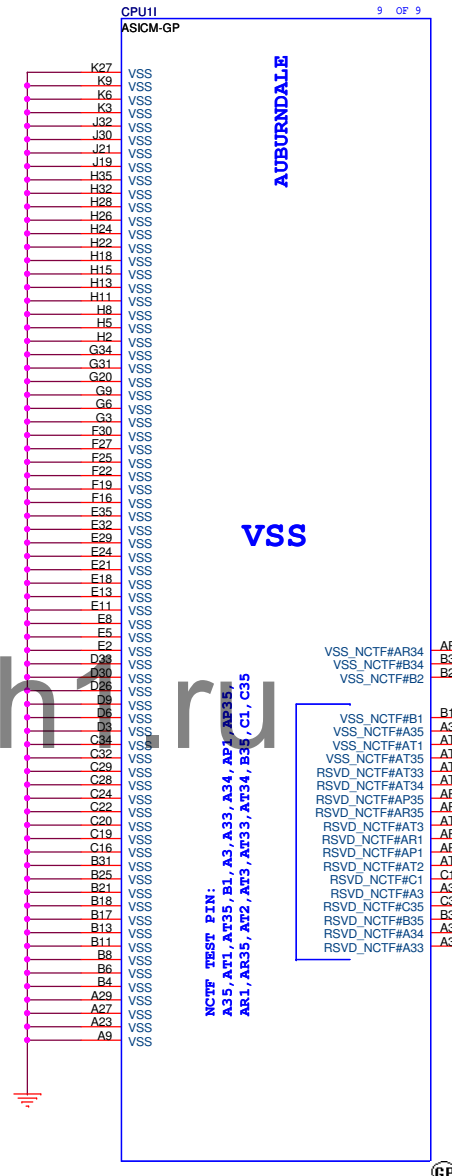 CPU1I
9 OF 9
ASICM-GP
AUBURNDALE
K27 VSS
K9 VSS
K6 VSS
K3 VSS
J32 VSS
J30 VSS
J21 VSS
J19 VSS
H35 VSS
H32 VSS
H28 VSS
H26 VSS
H24 VSS
H22 VSS
H18 VSS
H15 VSS
H13 VSS
H11 VSS
H8 VSS
H5 VSS
H2 VSS
G34 VSS
G31 VSS
G20 VSS
G9 VSS
G6 VSS
G3 VSS
F30 VSS
F27 VSS
F25 VSS
F22 VSS
F19 VSS
F16 VSS
E35 VSS
E32 VSS
E29 VSS
E24 VSS
E21 VSS
E18 VSS
E13 VSS
E11 VSS
E8 VSS
E5 VSS
E2 VSS
D33 VSS
D30 VSS
D26 VSS
D9 VSS
D6 VSS
D3 VSS
C34 VSS
C32 VSS
C29 VSS
C28 VSS
C24 VSS
C22 VSS
C20 VSS
C19 VSS
C16 VSS
B31 VSS
B25 VSS
B21 VSS
B18 VSS
B17 VSS
B13 VSS
B11 VSS
B8 VSS
B6 VSS
B4 VSS
A29 VSS
A27 VSS
A23 VSS
A9 VSS
VSS
h1.ru
NCTF TEST PIN:
A35,AT1,AT35,B1,A3,A33,A34,AP1,AP35,
AR1,AR35,AT2,AT3,AT33,AT34,B35,C1,C35
VSS_NCTF#AR34
VSS_NCTF#B34
VSS_NCTF#B2
VSS_NCTF#B1
VSS_NCTF#A35
VSS_NCTF#AT1
VSS_NCTF#AT35
RSVD_NCTF#AT33
RSVD_NCTF#AT34
RSVD_NCTF#AP35
RSVD_NCTF#AR35
RSVD_NCTF#AT3
RSVD_NCTF#AR1
RSVD_NCTF#AP1
RSVD_NCTF#AT2
RSVD_NCTF#C1
RSVD_NCTF#A3
RSVD_NCTF#C35
RSVD_NCTF#B35
RSVD_NCTF#A34
RSVD_NCTF#A33